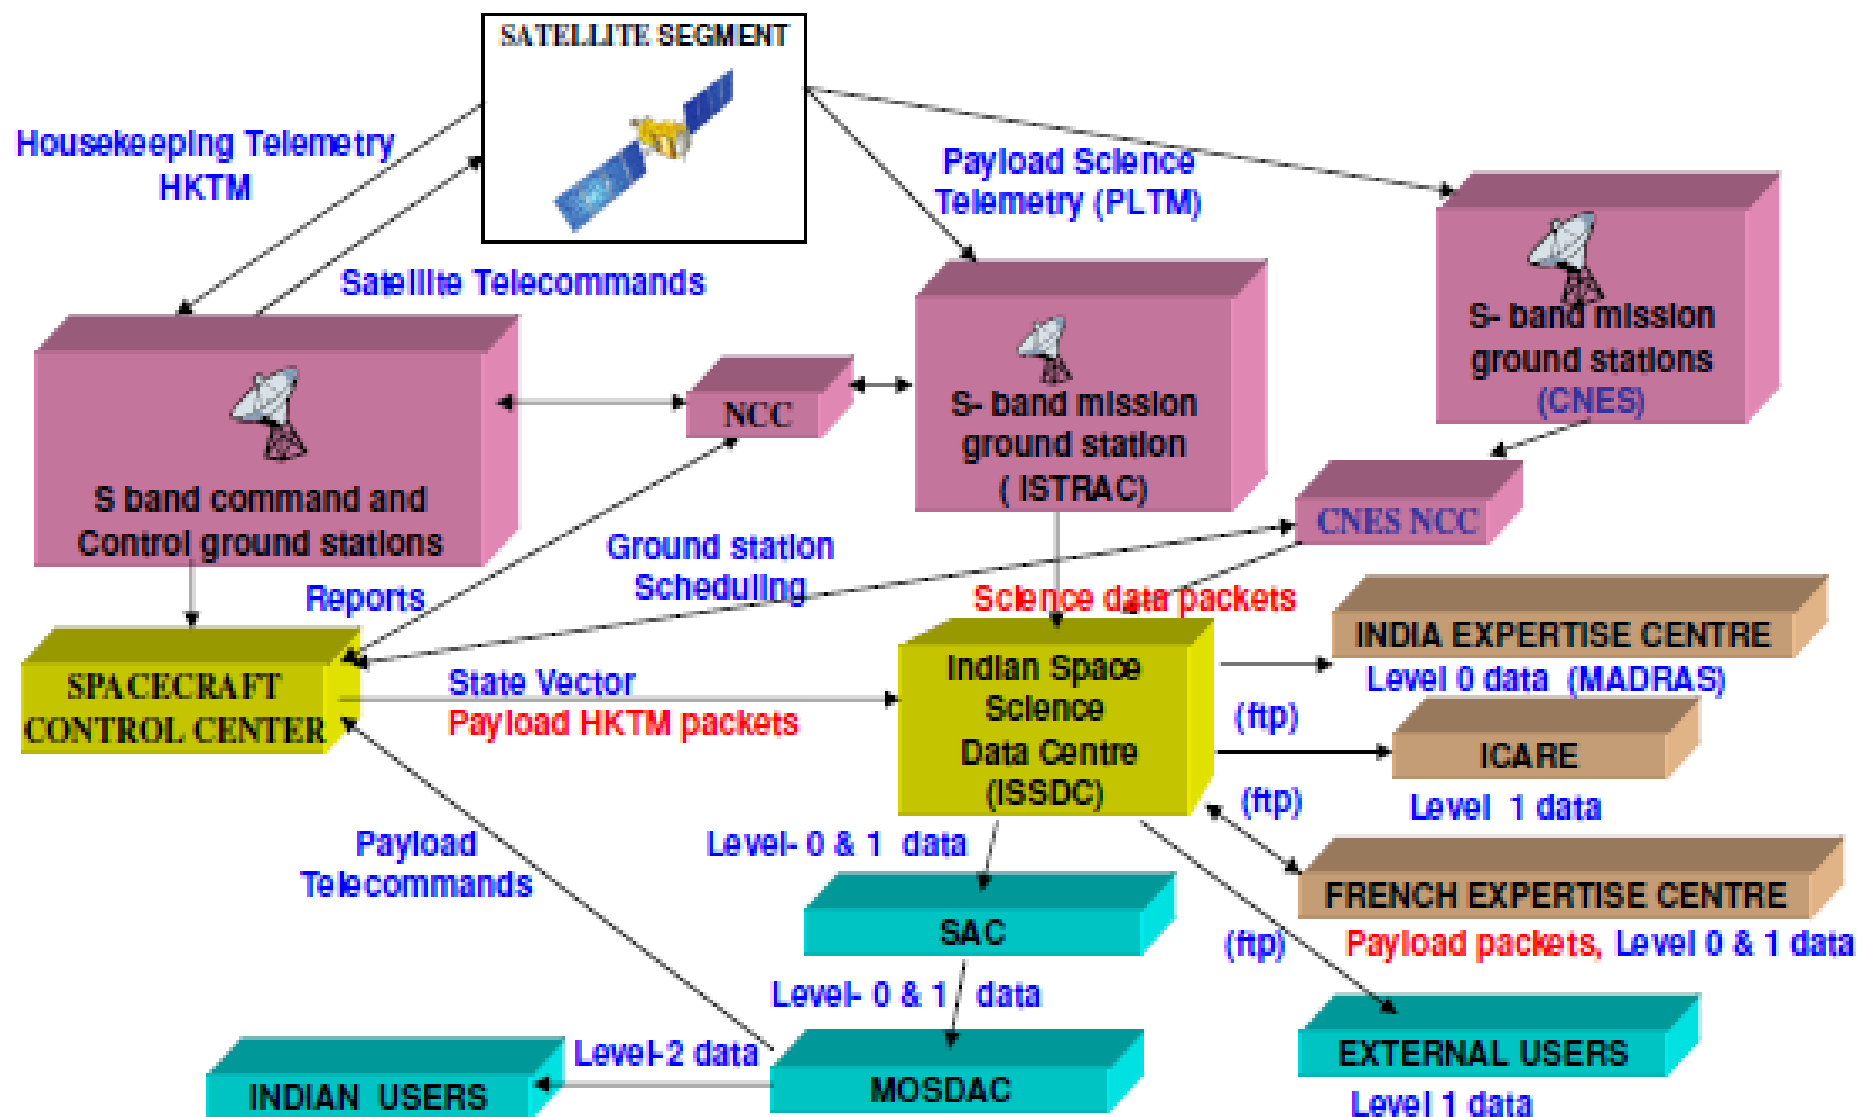 SATELLITE SEGMENT
Housekeeping Telemetry
HKTM
Payload Science
Telemetry (PLTM)
Satellite Telecommands
S- band mission
ground stations
(CNES)
NCC
S- band mission
ground station
( ISTRAC)
S band command and
Control ground stations
CNES NCC
Ground station
Scheduling
Reports
Science data packets
INDIA EXPERTISE CENTRE
Level 0 data (MADRAS)
SPACECRAFT
CONTROL CENTER
State Vector
Payload HKTM packets
Indian Space
Science
Data Centre
(ISSDC)
(ftp)
ICARE
Level 1 data
(ftp)
Payload
Telecommands
Level- 0 & 1 data
FRENCH EXPERTISE CENTRE
Payload packets, Level 0 & 1 data
SAC
(ftp)
Level- 0 & 1 data
EXTERNAL USERS
Level 1 data
Level-2 data
MOSDAC
INDIAN USERS